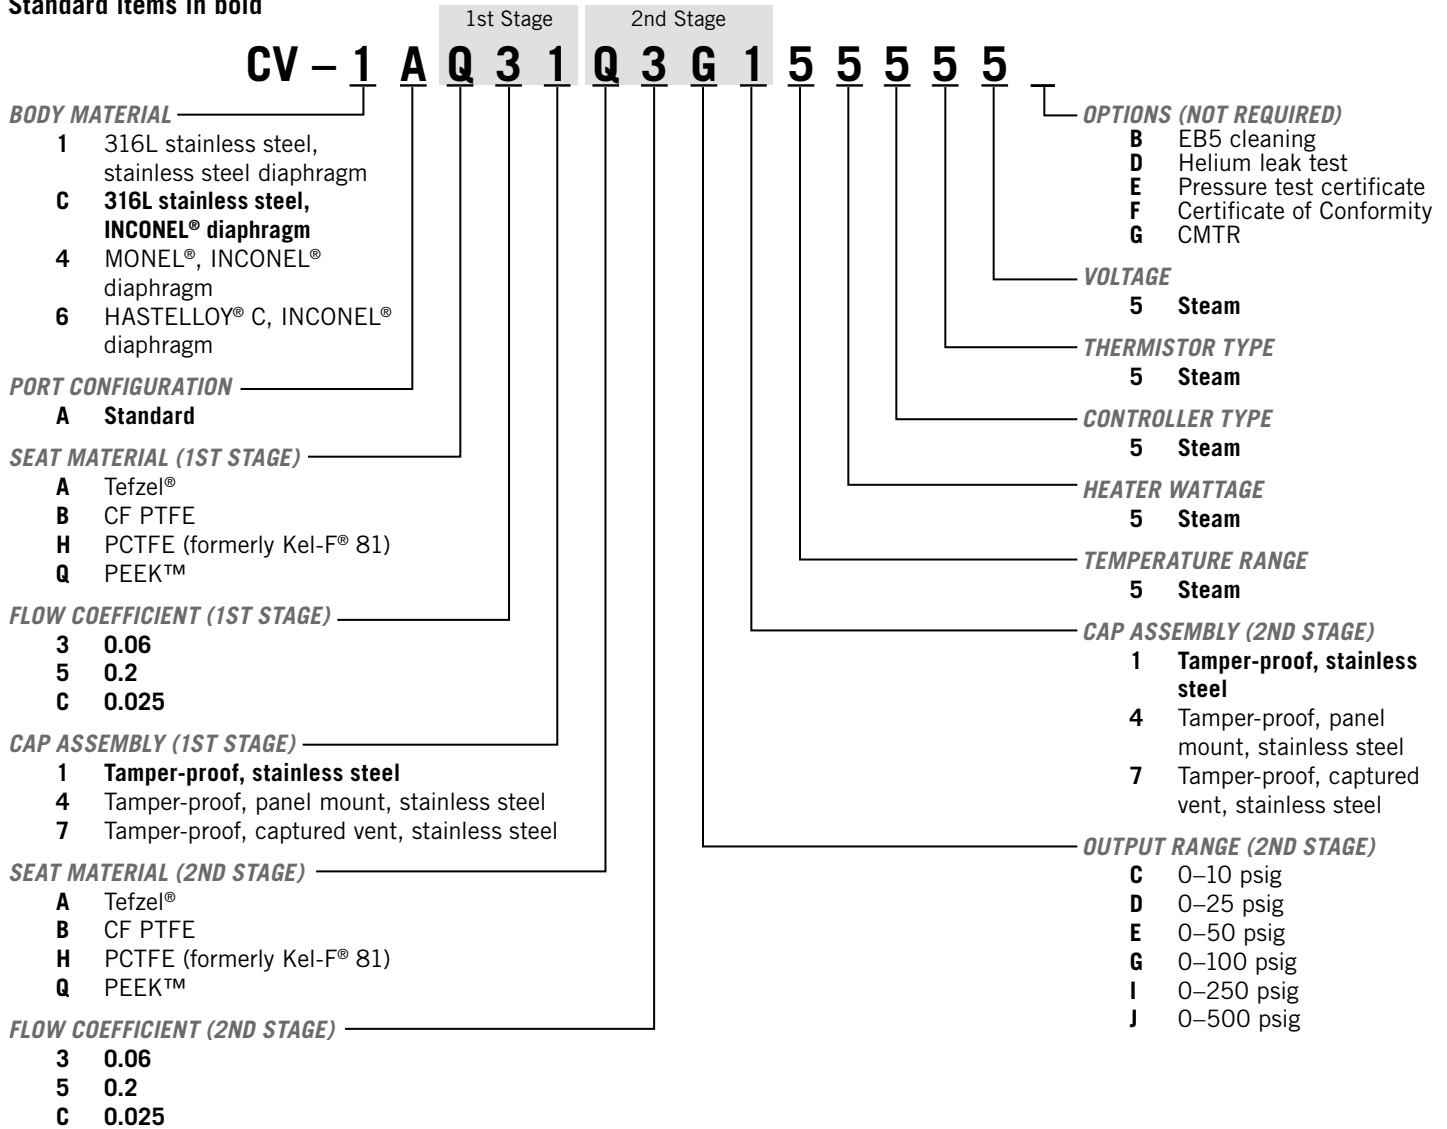 Standard items in bold
1st Stage 2nd Stage
CV – 1 A Q 3 1 Q 3 G 1 5 5 5 5 5 _
BODY MATERIAL
1 316L stainless steel,
stainless steel diaphragm
C 316L stainless steel,
INCONEL® diaphragm
4 MONEL®, INCONEL®
diaphragm
6 HASTELLOY® C, INCONEL®
diaphragm
PORT CONFIGURATION
A Standard
SEAT MATERIAL (1ST STAGE)
A Tefzel®
B CF PTFE
H PCTFE (formerly Kel-F® 81)
Q PEEK™
FLOW COEFFICIENT (1ST STAGE)
3 0.06
5 0.2
C 0.025
CAP ASSEMBLY (1ST STAGE)
1 Tamper-proof, stainless steel
4 Tamper-proof, panel mount, stainless steel
7 Tamper-proof, captured vent, stainless steel
SEAT MATERIAL (2ND STAGE)
A Tefzel®
B CF PTFE
H PCTFE (formerly Kel-F® 81)
Q PEEK™
FLOW COEFFICIENT (2ND STAGE)
3 0.06
5 0.2
C 0.025
OPTIONS (NOT REQUIRED)
B EB5 cleaning
D Helium leak test
E Pressure test certificate
F Certificate of Conformity
G CMTR
VOLTAGE
5 Steam
THERMISTOR TYPE
5 Steam
CONTROLLER TYPE
5 Steam
HEATER WATTAGE
5 Steam
TEMPERATURE RANGE
5 Steam
CAP ASSEMBLY (2ND STAGE)
1 Tamper-proof, stainless
steel
4 Tamper-proof, panel
mount, stainless steel
7 Tamper-proof, captured
vent, stainless steel
OUTPUT RANGE (2ND STAGE)
C 0–10 psig
D 0–25 psig
E 0–50 psig
G 0–100 psig
I 0–250 psig
J 0–500 psig